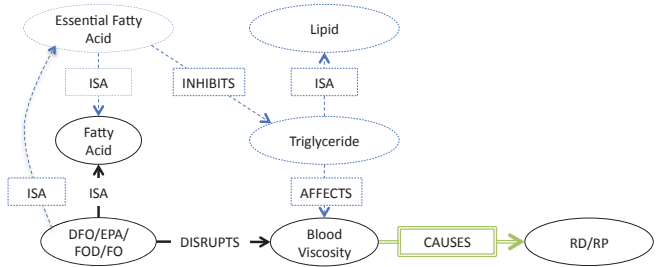 Essential Fatty
Acid
Lipid
ISA
INHIBITS
ISA
Fatty
Acid
Triglyceride
ISA
ISA
AFFECTS
DFO/EPA/
FOD/FO
DISRUPTS
Blood
Viscosity
CAUSES
RD/RP